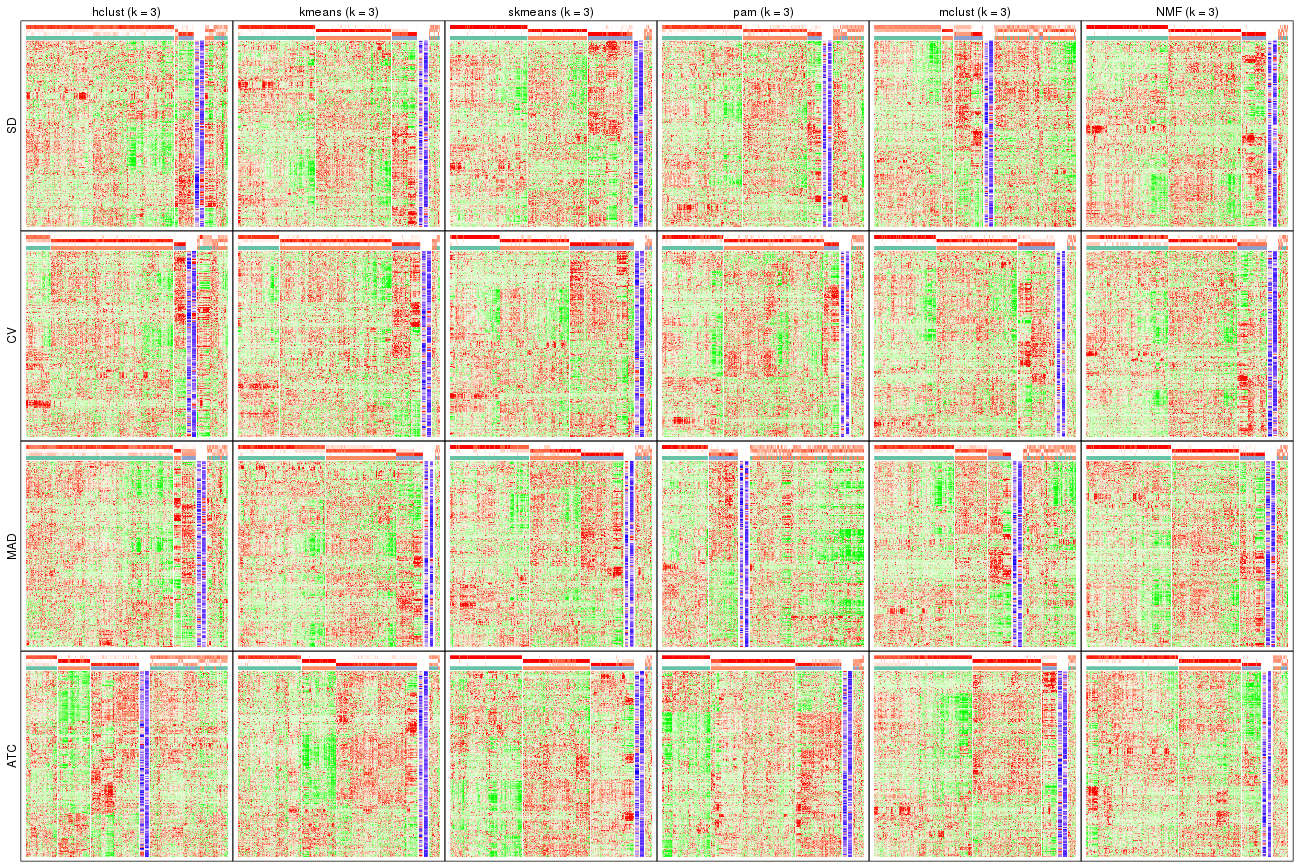 hclust (k = 3) kmeans (k = 3) skmeans (k = 3) pam (k = 3) mclust (k = 3) NMF (k = 3)
SD
CV
MAD
ATC